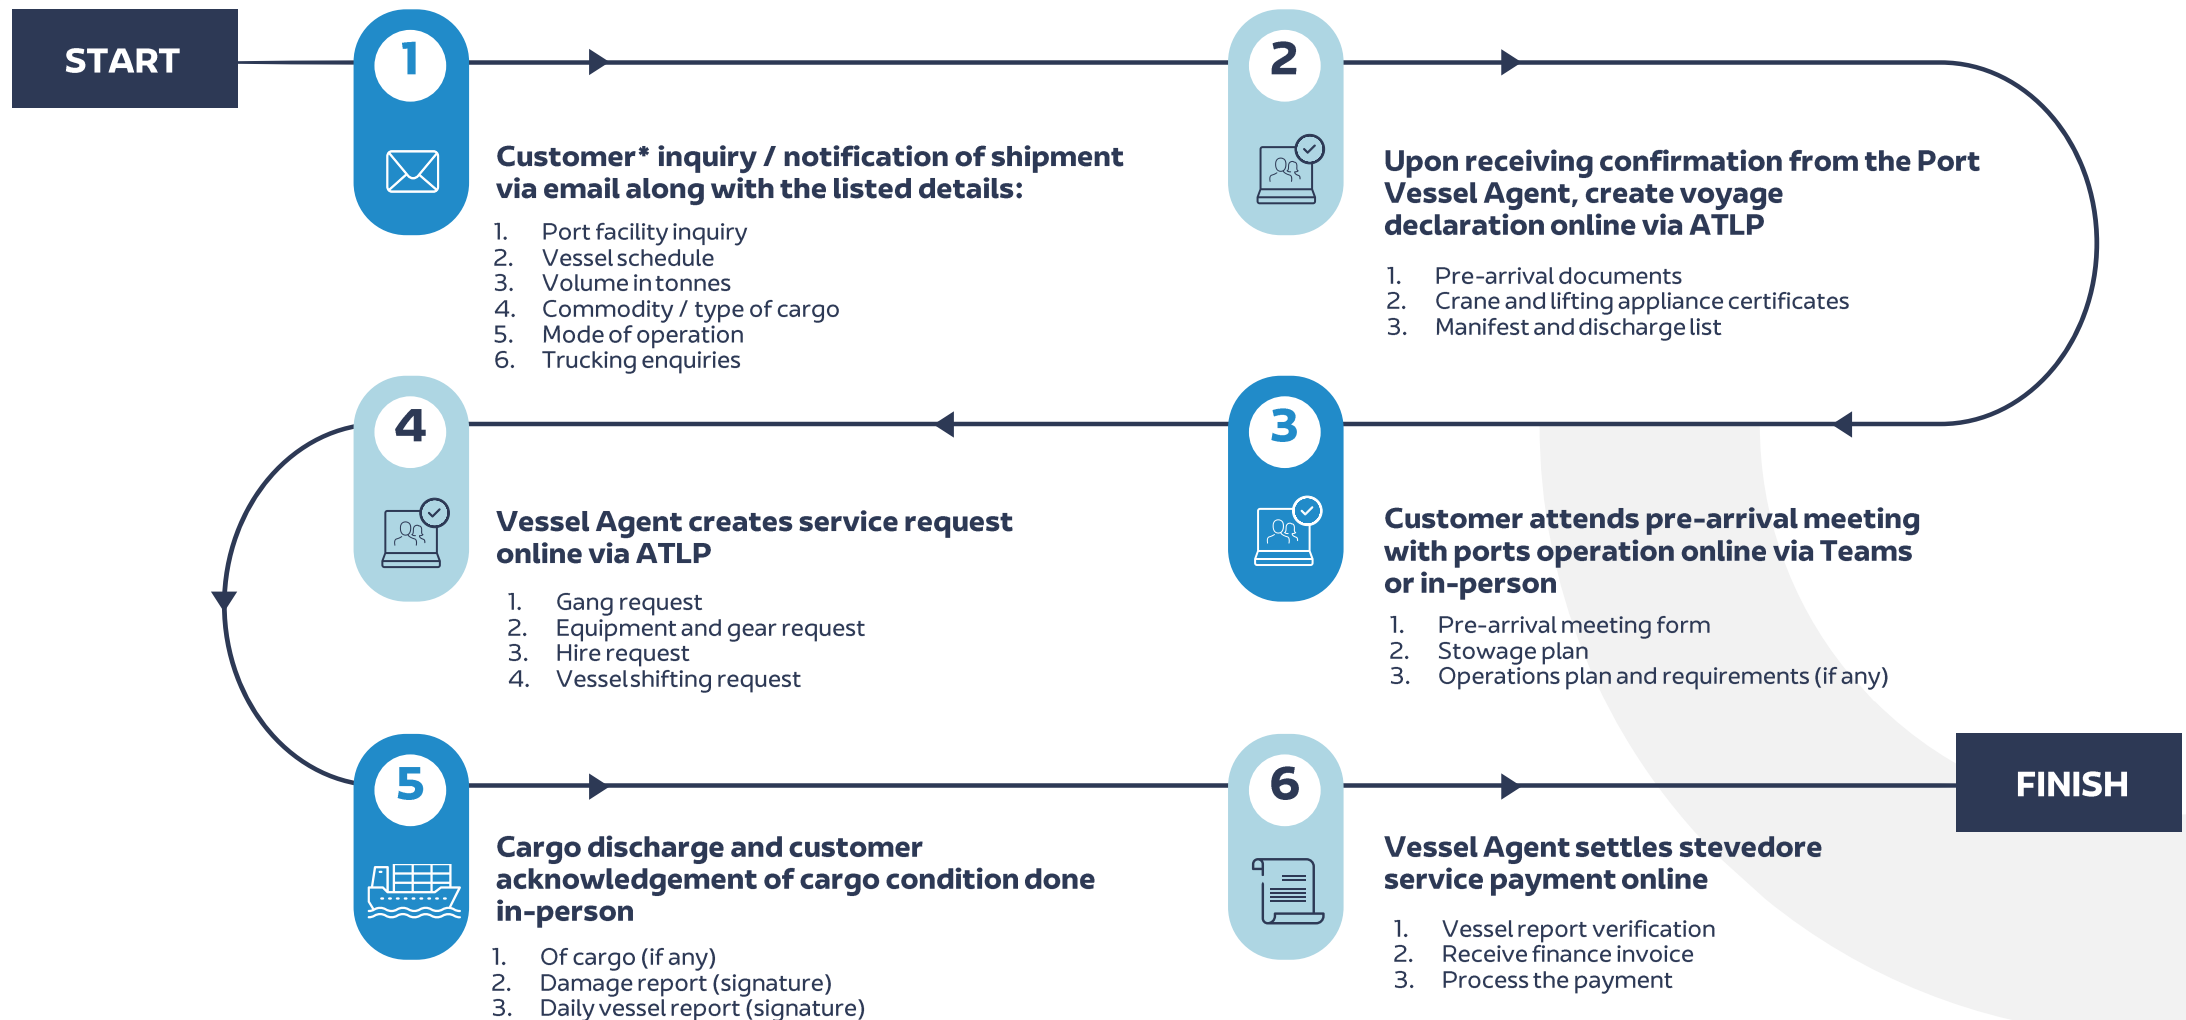 START
1
Customer* inquiry / notification of shipment
via email along with the listed details:
1. Port facility inquiry
2. Vessel schedule
3. Volume in tonnes
4. Commodity / type of cargo
5. Mode of operation
6. Trucking enquiries
2
Upon receiving confirmation from the Port
Vessel Agent, create voyage
declaration online via ATLP
1. Pre-arrival documents
2. Crane and lifting appliance certificates
3. Manifest and discharge list
3
Customer attends pre-arrival meeting
with ports operation online via Teams
or in-person
1. Pre-arrival meeting form
2. Stowage plan
3. Operations plan and requirements (if any)
4
Vessel Agent creates service request
online via ATLP
1. Gang request
2. Equipment and gear request
3. Hire request
4. Vessel shifting request
5
Cargo discharge and customer
acknowledgement of cargo condition done
in-person
1. Of cargo (if any)
2. Damage report (signature)
3. Daily vessel report (signature)
6
Vessel Agent settles stevedore
service payment online
1. Vessel report verification
2. Receive finance invoice
3. Process the payment
FINISH